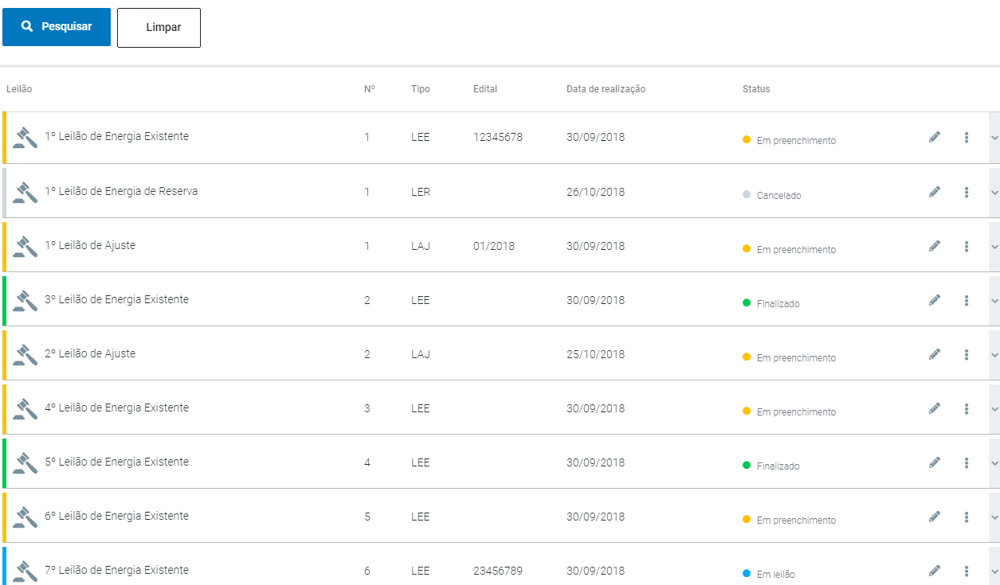 Pesquisar Limpar
Leilão Nº Tipo Edital Data de realização Status
1º Leilão de Energia Existente 1 LEE 12345678 30/09/2018 Em preenchimento
1º Leilão de Energia de Reserva 1 LER 26/10/2018 Cancelado
1º Leilão de Ajuste 1 LAJ 01/2018 30/09/2018 Em preenchimento
3º Leilão de Energia Existente 2 LEE 30/09/2018 Finalizado
2º Leilão de Ajuste 2 LAJ 25/10/2018 Em preenchimento
4º Leilão de Energia Existente 3 LEE 30/09/2018 Em preenchimento
5º Leilão de Energia Existente 4 LEE 30/09/2018 Finalizado
6º Leilão de Energia Existente 5 LEE 30/09/2018 Em preenchimento
7º Leilão de Energia Existente 6 LEE 23456789 30/09/2018 Em leilão